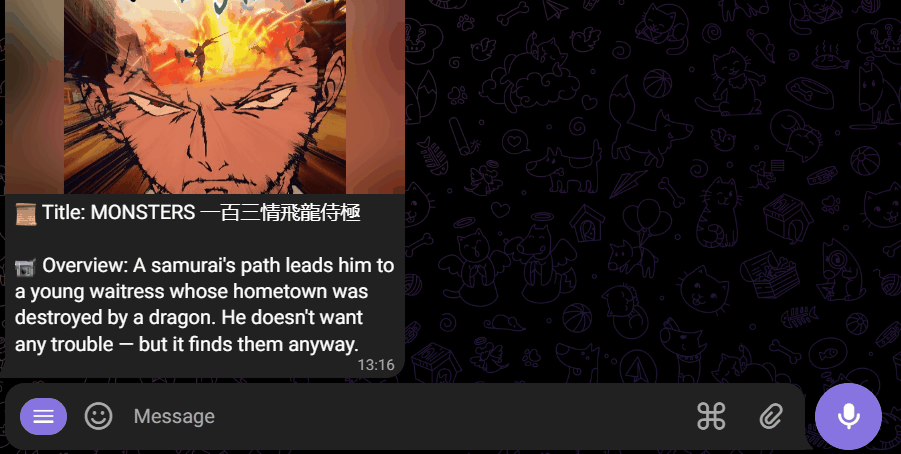 Title: MONSTERS 一百三情飛龍侍極
Overview: A samurai's path leads him to
a young waitress whose hometown was
destroyed by a dragon. He doesn't want
any trouble — but it finds them anyway.
13:16
Message